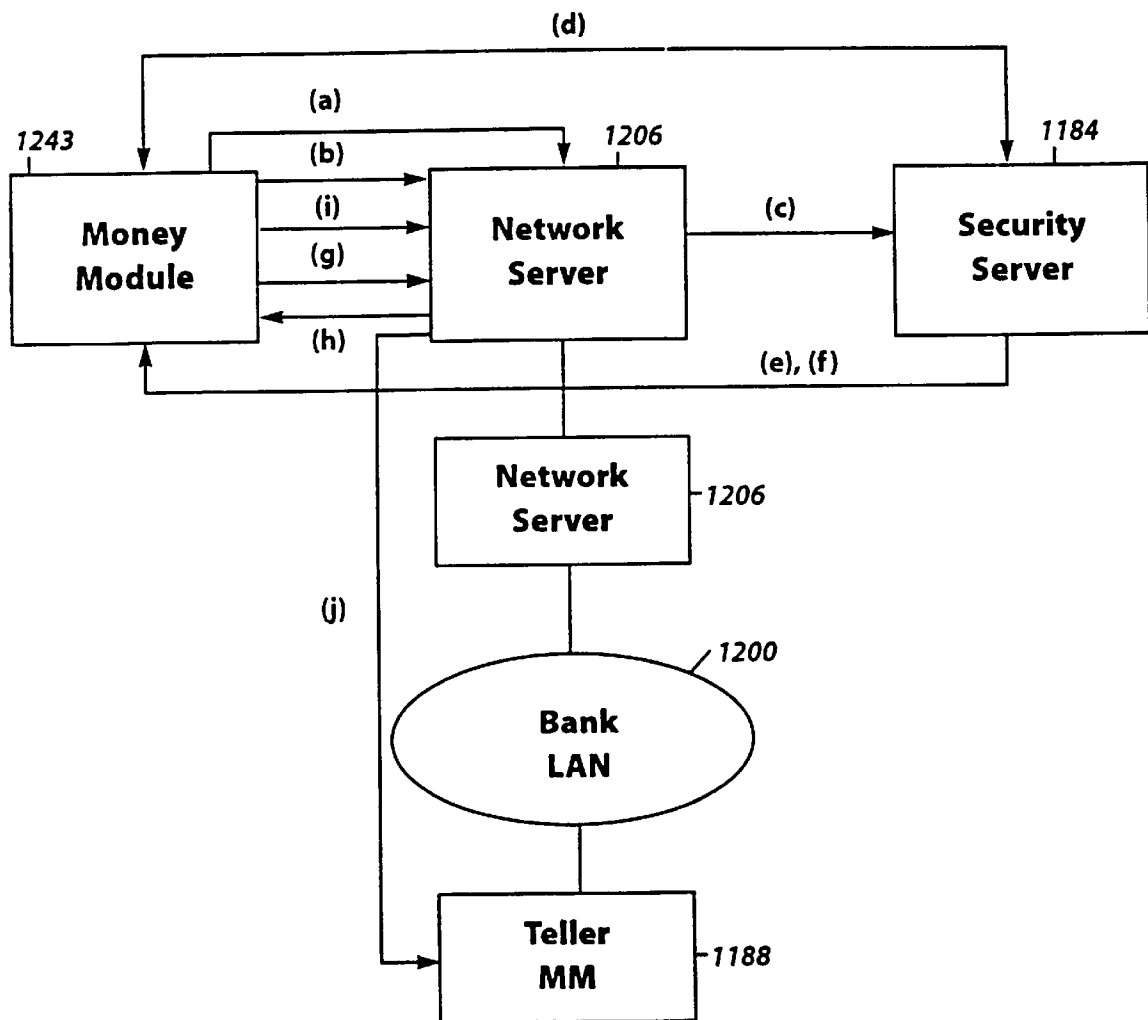 (d)
(a)
1243
1206
1184
(b)
(i)
(g)
(h)
Money
Module
Network
Server
(c)
Security
Server
(e), (f)
Network
Server
1206
(j)
1200
Bank
LAN
Teller
MM
1188